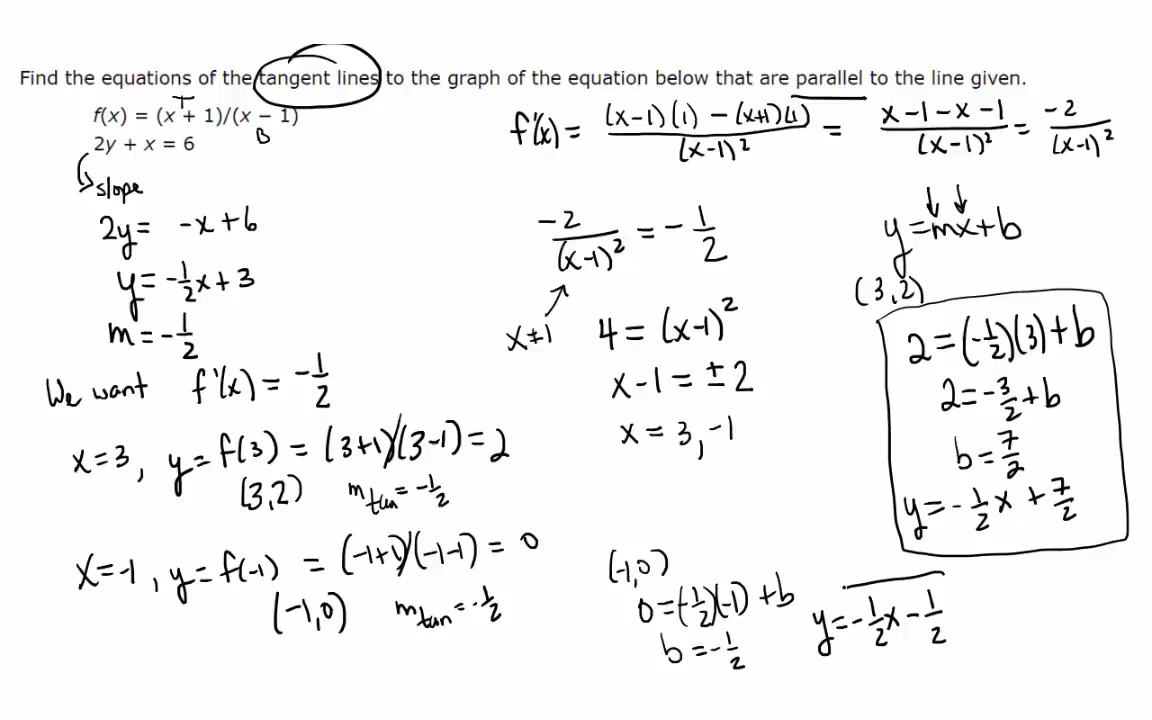 Find the equations of the tangent lines to the graph of the equation below that are parallel to the line given.
f(x) = (x + 1)/(x − 1)
T
B
2y + x = 6
slope
2y = -x + 6
y = -1/2 x + 3
m = -1/2
We want f'(x) = -1/2
x = 3, y = f(3) = (3+1)/(3-1) = 2
(3,2) m tan = -1/2
x = -1, y = f(-1) = (-1+1)/(-1-1) = 0
(-1,0) m tan = -1/2
f'(x) = (x-1)(1) - (x+1)(1) / (x-1)² = x-1-x-1 / (x-1)² = -2 / (x-1)²
-2 / (x-1)² = -1/2
x ≠ 1
4 = (x-1)²
x-1 = ±2
x = 3, -1
(-1,0)
0 = (-1/2)(-1) + b
b = -1/2
y = -1/2 x - 1/2
y = mx + b
(3,2)
2 = (-1/2)(3) + b
2 = -3/2 + b
b = 7/2
y = -1/2 x + 7/2